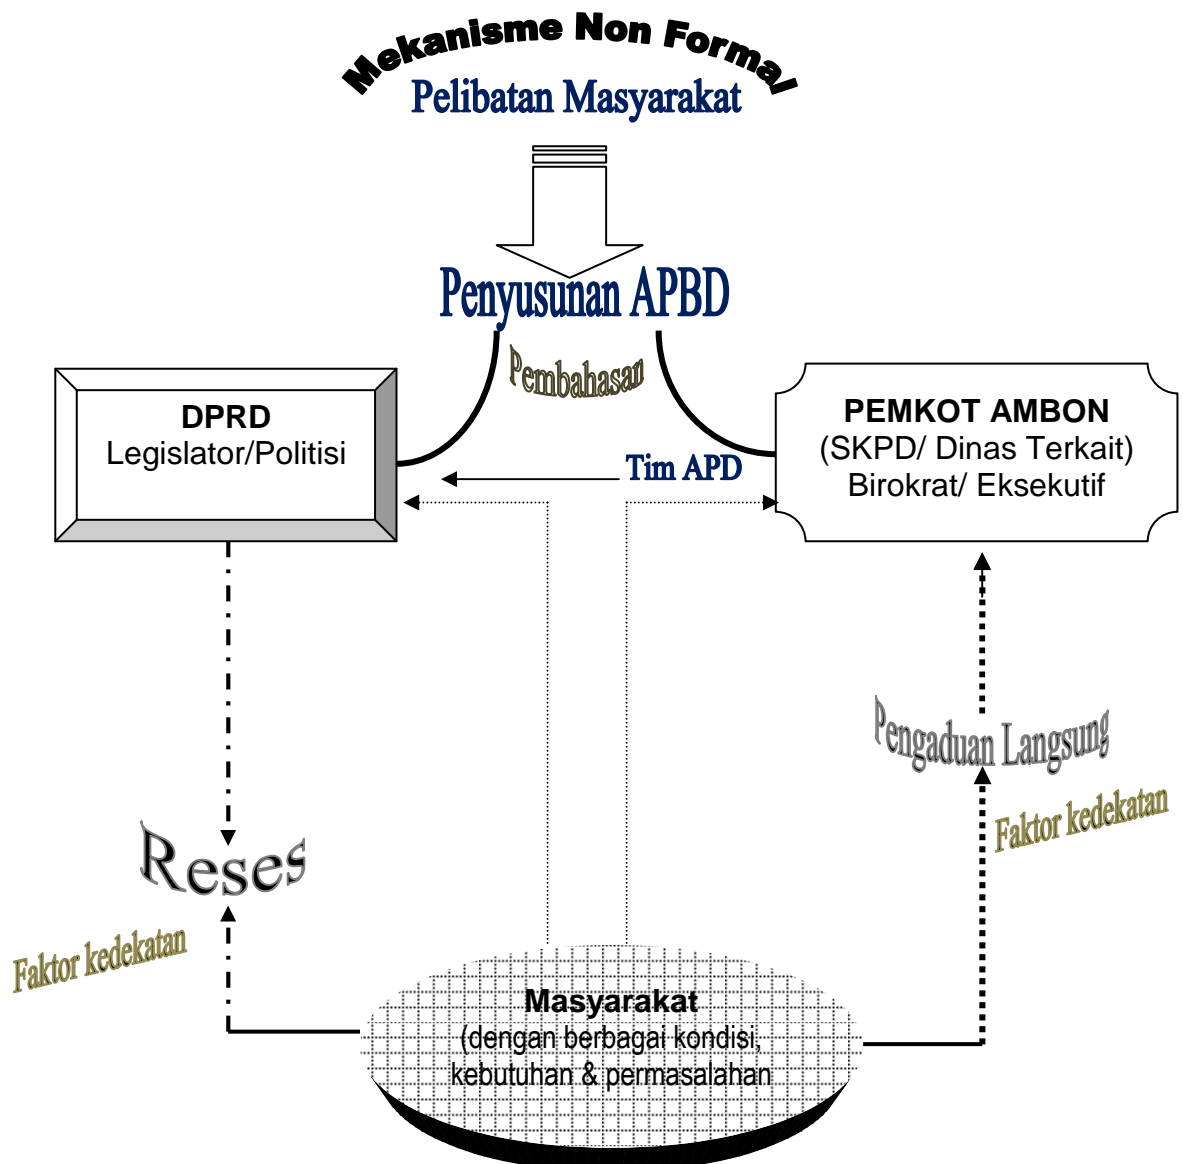 Mekanisme Non Formal
Pelibatan Masyarakat
Penyusunan APBD
Pembahasan
DPRD
Legislator/Politisi
PEMKOT AMBON
(SKPD/ Dinas Terkait)
Birokrat/ Eksekutif
Tim APD
Pengaduan Langsung
Faktor kedekatan
Reses
Faktor kedekatan
Masyarakat
(dengan berbagai kondisi,
kebutuhan & permasalahan